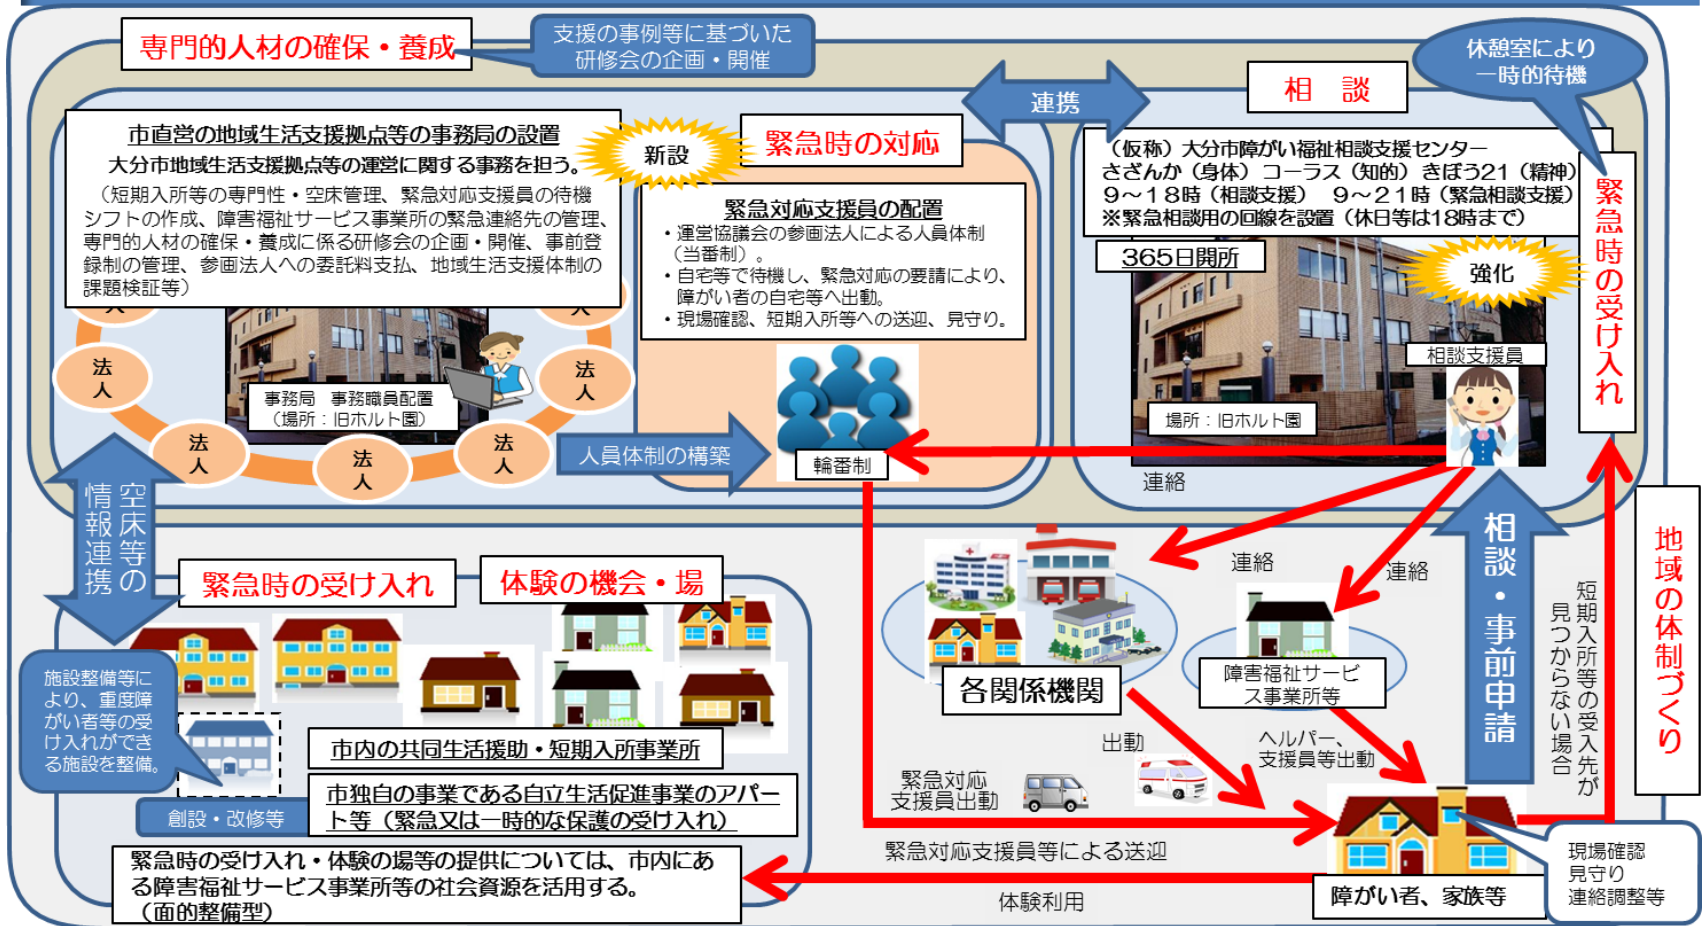 専門的人材の確保・養成
支援の事例等に基づいた
研修会の企画・開催
連携
相　談
休憩室により
一時的待機
市直営の地域生活支援拠点等の事務局の設置
大分市地域生活支援拠点等の運営に関する事務を担う。
（短期入所等の専門性・空床管理、緊急対応支援員の待機
シフトの作成、障害福祉サービス事業所の緊急連絡先の管理、
専門的人材の確保・養成に係る研修会の企画・開催、事前登
録制の管理、参画法人への委託料支払、地域生活支援体制の
課題検証等）
新設
緊急時の対応
緊急対応支援員の配置
・運営協議会の参画法人による人員体制
（当番制）。
・自宅等で待機し、緊急対応の要請により、
障がい者の自宅等へ出動。
・現場確認、短期入所等への送迎、見守り。
（仮称）大分市障がい福祉相談支援センター
さざんか（身体）コーラス（知的）きぼう21（精神）
9～18時（相談支援）　9～21時（緊急相談支援）
※緊急相談用の回線を設置（休日等は18時まで）
365日開所
強化
緊急時の受け入れ
相談支援員
場所：旧ホルト園
人
人
法
人
法
人
法
人
法
人
法
人
事務局　事務職員配置
（場所：旧ホルト園）
人員体制の構築
輪番制
連絡
空床等の
情報連携
緊急時の受け入れ
体験の機会・場
施設整備等に
より、重度障
がい者等の受
け入れができ
る施設を整備。
創設・改修等
市内の共同生活援助・短期入所事業所
市独自の事業である自立生活促進事業のアパー
ト等（緊急又は一時的な保護の受け入れ）
緊急時の受け入れ・体験の場等の提供については、市内にあ
る障害福祉サービス事業所等の社会資源を活用する。
（面的整備型）
連絡
連絡
各関係機関
障害福祉サービ
ス事業所等
出動
ヘルパー、
支援員等出動
緊急対応
支援員出動
緊急対応支援員等による送迎
体験利用
相談・事前申請
短期入所等の受入先が
見つからない場合
地域の体制づくり
障がい者、家族等
現場確認
見守り
連絡調整等